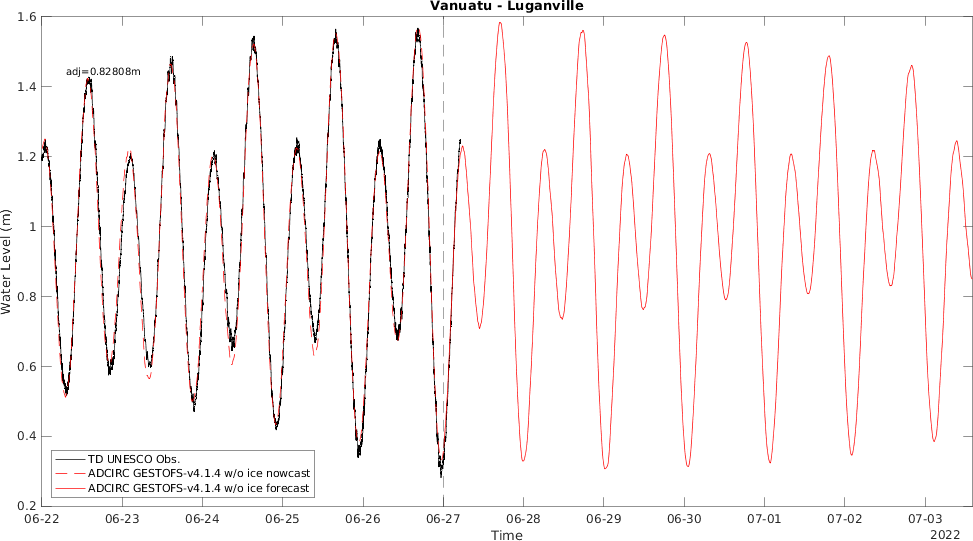 Vanuatu - Luganville
adj=0.82808m
Water Level (m)
1.6
1.4
1.2
1
0.8
0.6
0.4
0.2
TD UNESCO Obs.
ADCIRC GESTOFS-v4.1.4 w/o ice nowcast
ADCIRC GESTOFS-v4.1.4 w/o ice forecast
06-22 06-23 06-24 06-25 06-26 06-27 06-28 06-29 06-30 07-01 07-02 07-03
2022
Time